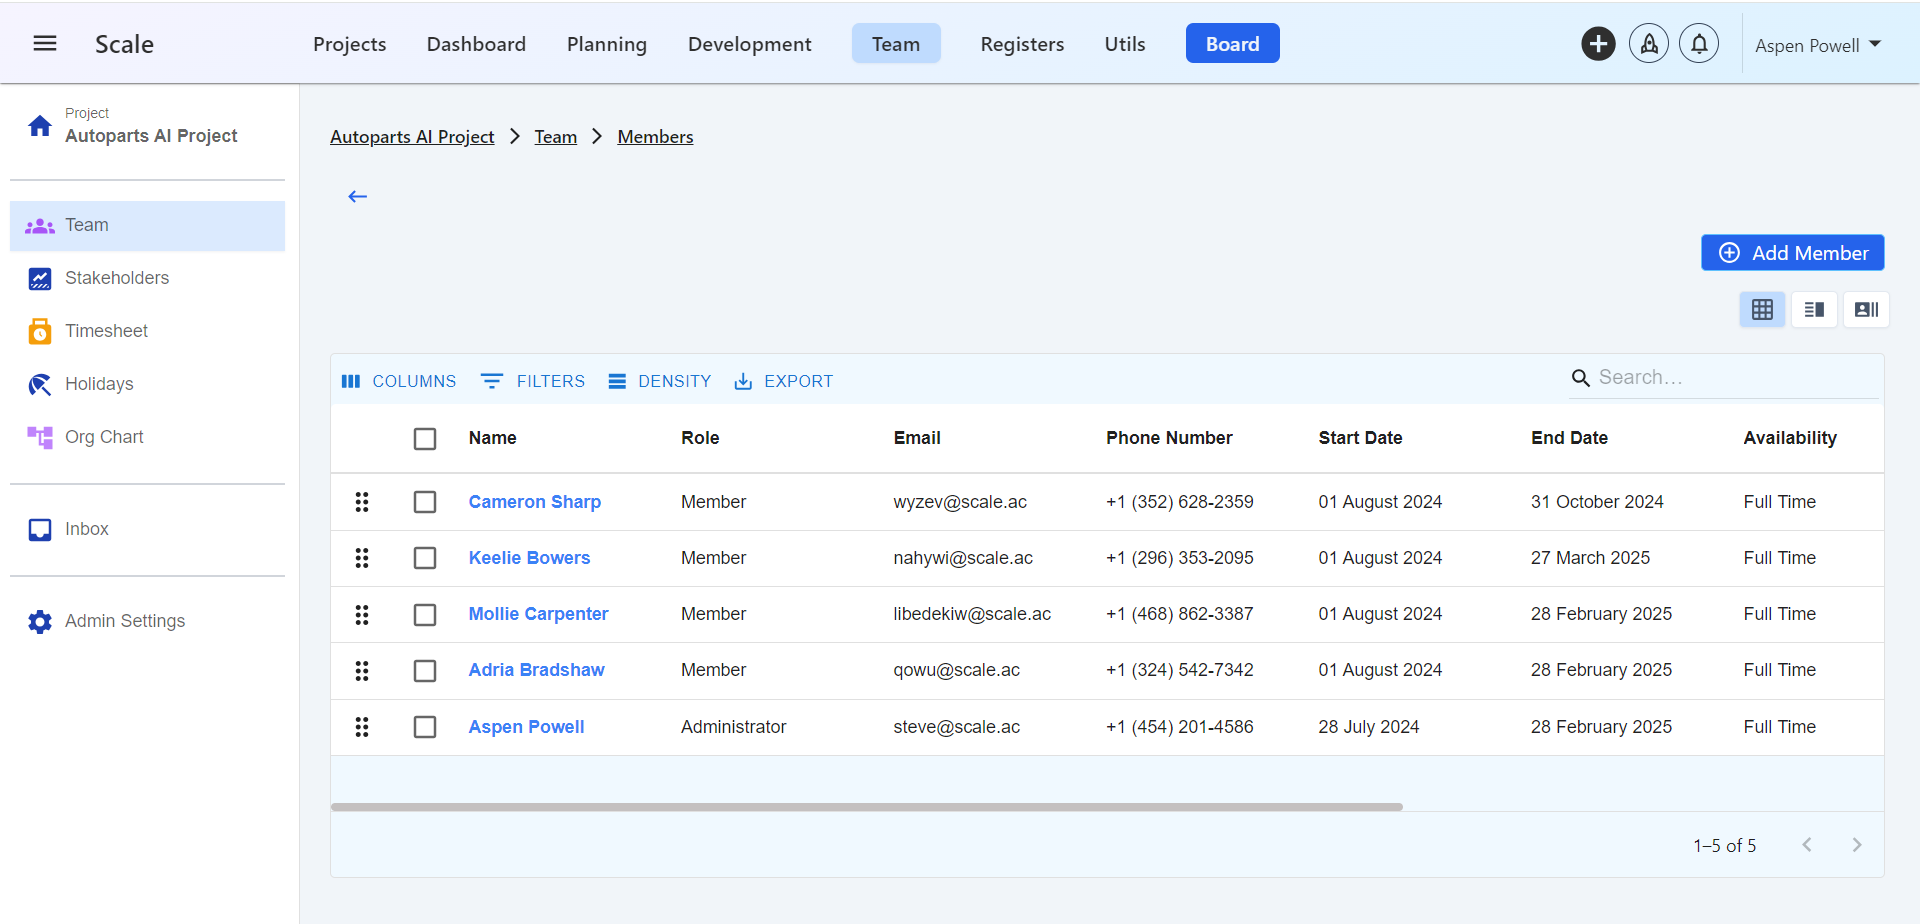 Scale Projects Dashboard Planning Development Team Registers Utils Board Aspen Powell
Project
Autoparts AI Project
Team
Stakeholders
Timesheet
Holidays
Org Chart
Inbox
Admin Settings
Autoparts AI Project > Team > Members
Add Member
COLUMNS FILTERS DENSITY EXPORT Search...
Name Role Email Phone Number Start Date End Date Availability
Cameron Sharp Member wyzev@scale.ac +1 (352) 628-2359 01 August 2024 31 October 2024 Full Time
Keelie Bowers Member nahywi@scale.ac +1 (296) 353-2095 01 August 2024 27 March 2025 Full Time
Mollie Carpenter Member libedekiw@scale.ac +1 (468) 862-3387 01 August 2024 28 February 2025 Full Time
Adria Bradshaw Member qowu@scale.ac +1 (324) 542-7342 01 August 2024 28 February 2025 Full Time
Aspen Powell Administrator steve@scale.ac +1 (454) 201-4586 28 July 2024 28 February 2025 Full Time
1–5 of 5